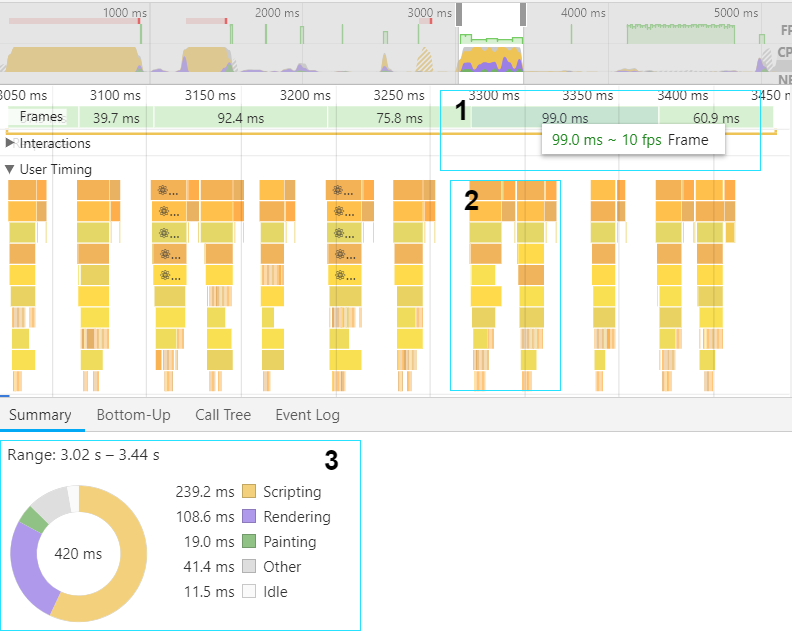 1000 ms 2000 ms 3000 ms 4000 ms 5000 ms
FP
CP
NE
3050 ms 3100 ms 3150 ms 3200 ms 3250 ms 3300 ms 3350 ms 3400 ms 3450 m
1
Frames 39.7 ms 92.4 ms 75.8 ms 99.0 ms 60.9 ms
99.0 ms ~ 10 fps Frame
Interactions
User Timing
... ...
2
... ...
... ...
... ...
... ...
Summary Bottom-Up Call Tree Event Log
Range: 3.02 s – 3.44 s
3
239.2 ms Scripting
108.6 ms Rendering
19.0 ms Painting
420 ms
41.4 ms Other
11.5 ms Idle